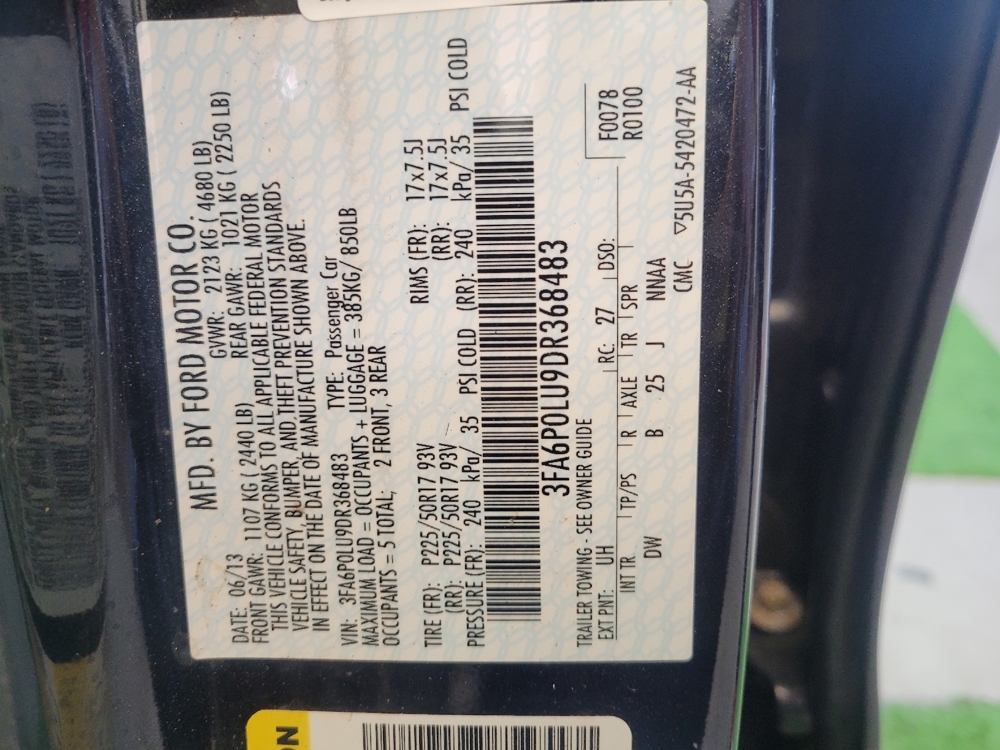 MFD. BY FORD MOTOR CO.
DATE: 06/13 GVWR: 2123 KG ( 4680 LB)
FRONT GAWR: 1107 KG ( 2440 LB) REAR GAWR: 1021 KG ( 2250 LB)
THIS VEHICLE CONFORMS TO ALL APPLICABLE FEDERAL MOTOR
VEHICLE SAFETY, BUMPER, AND THEFT PREVENTION STANDARDS
IN EFFECT ON THE DATE OF MANUFACTURE SHOWN ABOVE.
VIN: 3FA6P0LU9DR368483 TYPE: Passenger Car
MAXIMUM LOAD = OCCUPANTS + LUGGAGE = 385KG/ 850LB
OCCUPANTS = 5 TOTAL; 2 FRONT, 3 REAR
TIRE (FR): P225/50R17 93V RIMS (FR): 17x7.5J
(RR): P225/50R17 93V (RR): 17x7.5J
PRESSURE (FR): 240 kPa/ 35 PSI COLD (RR): 240 kPa/ 35 PSI COLD
3FA6P0LU9DR368483
TRAILER TOWING - SEE OWNER GUIDE F0078
EXT PNT: UH RC: 27 DSO: R0100
INT TR TP/PS R AXLE TR SPR
DW B 25 J NNAA
CMC ▽5U5A-5420472-AA
ON